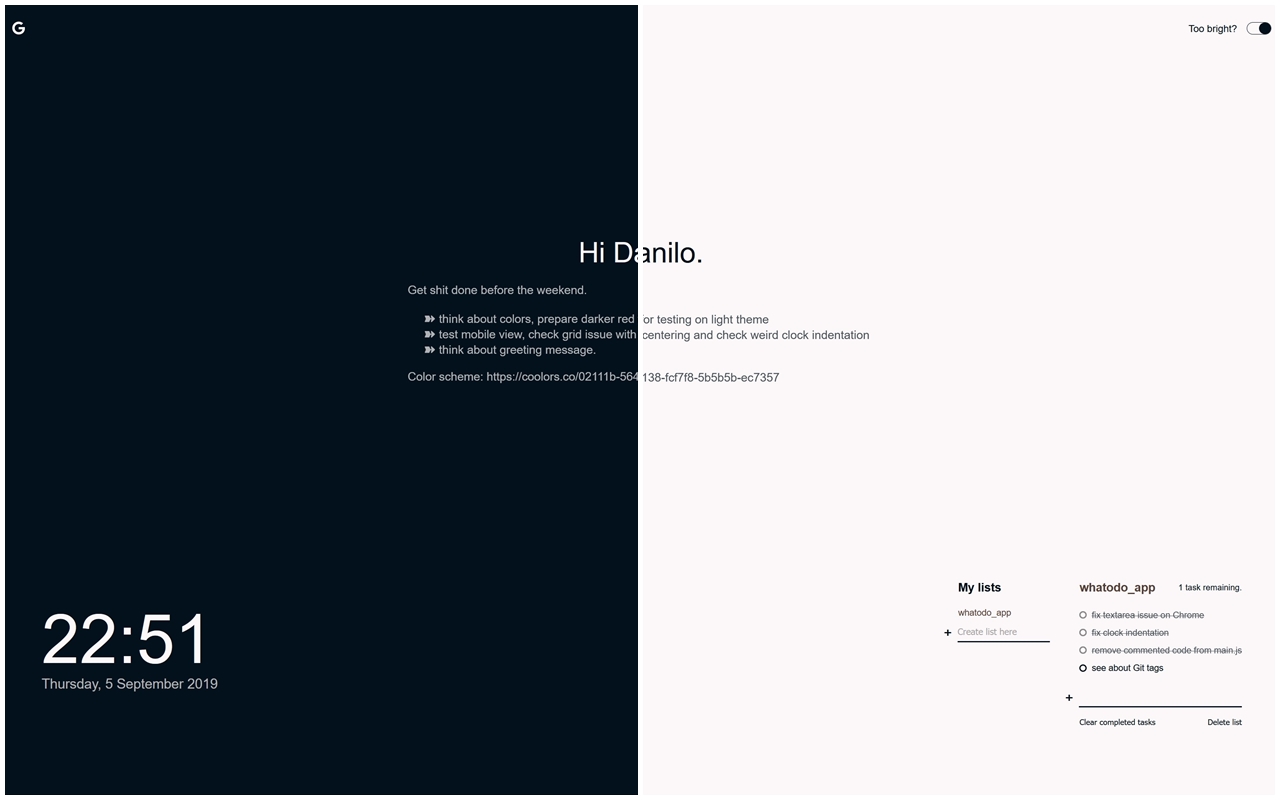 G
Too bright?
Hi Danilo.
Get shit done before the weekend.
think about colors, prepare darker red for testing on light theme
test mobile view, check grid issue with centering and check weird clock indentation
think about greeting message.
Color scheme: https://coolors.co/02111b-564138-fcf7f8-5b5b5b-ec7357
22:51
Thursday, 5 September 2019
My lists
whatodo_app
+ Create list here
whatodo_app 1 task remaining.
fix textarea issue on Chrome
fix clock indentation
remove commented code from main.js
see about Git tags
+
Clear completed tasks Delete list